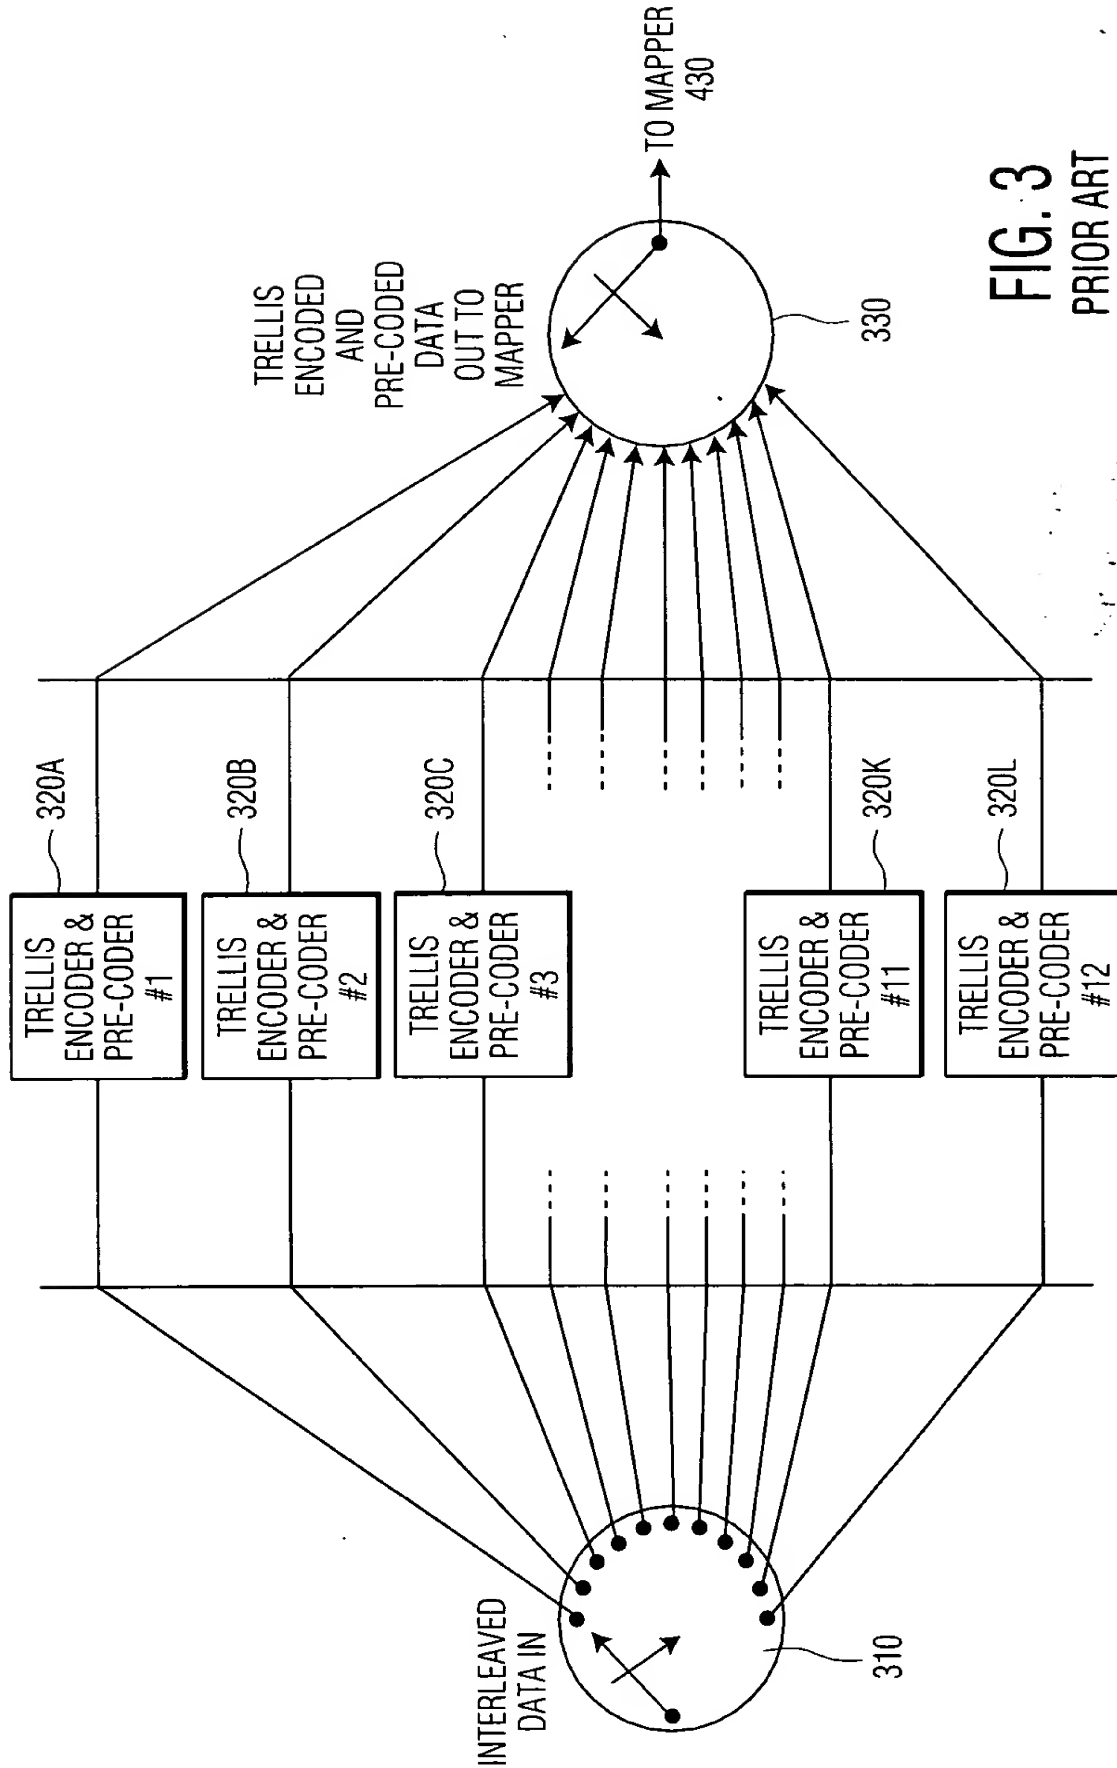 INTERLEAVED
DATA IN
310
TRELLIS
ENCODER &
PRE-CODER
#1
320A
TRELLIS
ENCODER &
PRE-CODER
#2
320B
TRELLIS
ENCODER &
PRE-CODER
#3
320C
TRELLIS
ENCODER &
PRE-CODER
#11
320K
TRELLIS
ENCODER &
PRE-CODER
#12
320L
TRELLIS
ENCODED
AND
PRE-CODED
DATA
OUT TO
MAPPER
330
TO MAPPER
430
FIG. 3
PRIOR ART